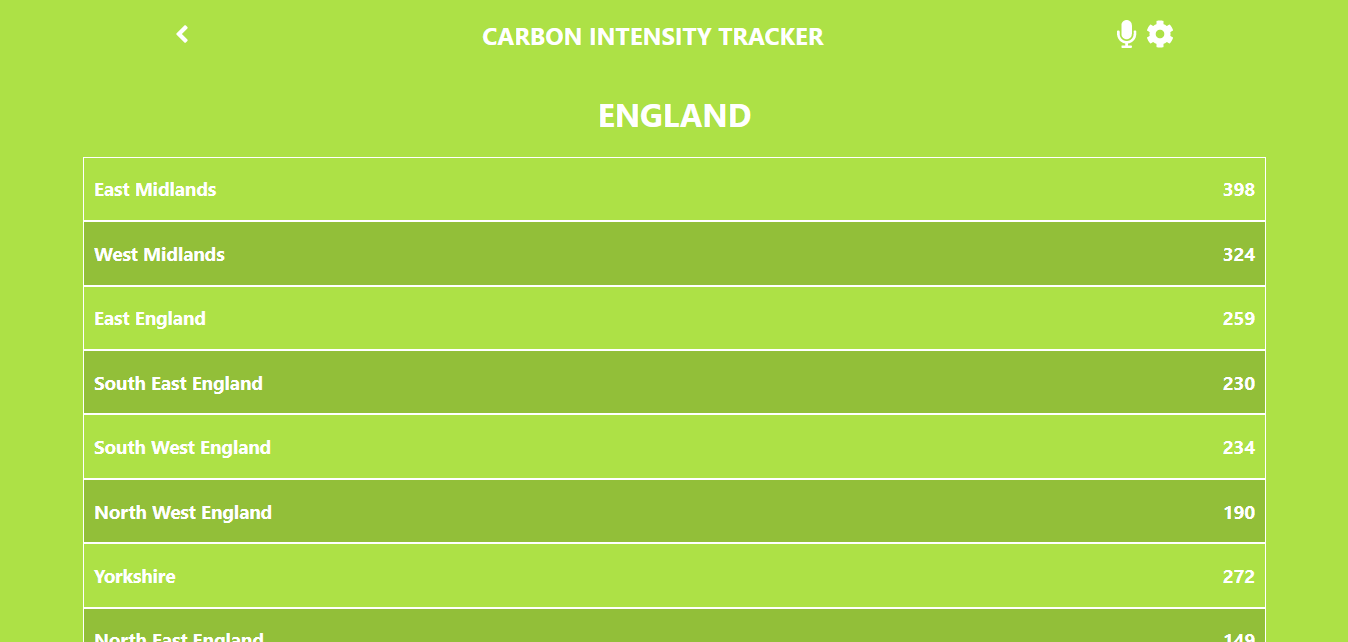 CARBON INTENSITY TRACKER
ENGLAND
East Midlands 398
West Midlands 324
East England 259
South East England 230
South West England 234
North West England 190
Yorkshire 272
North East England 149